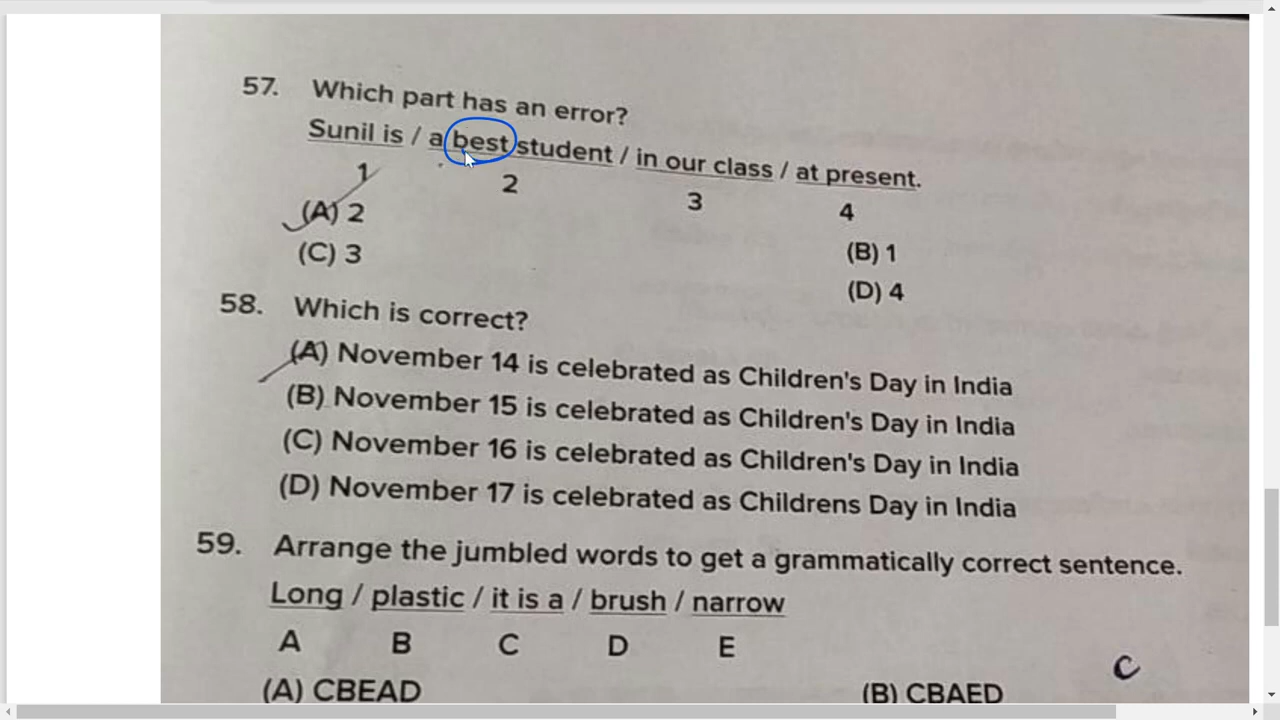 57. Which part has an error?
Sunil is / a best student / in our class / at present.
1 2 3 4
(A) 2
(B) 1
(C) 3
(D) 4
58. Which is correct?
(A) November 14 is celebrated as Children's Day in India
(B) November 15 is celebrated as Children's Day in India
(C) November 16 is celebrated as Children's Day in India
(D) November 17 is celebrated as Childrens Day in India
59. Arrange the jumbled words to get a grammatically correct sentence.
Long / plastic / it is a / brush / narrow
A B C D E
C
(A) CBEAD (B) CBAED